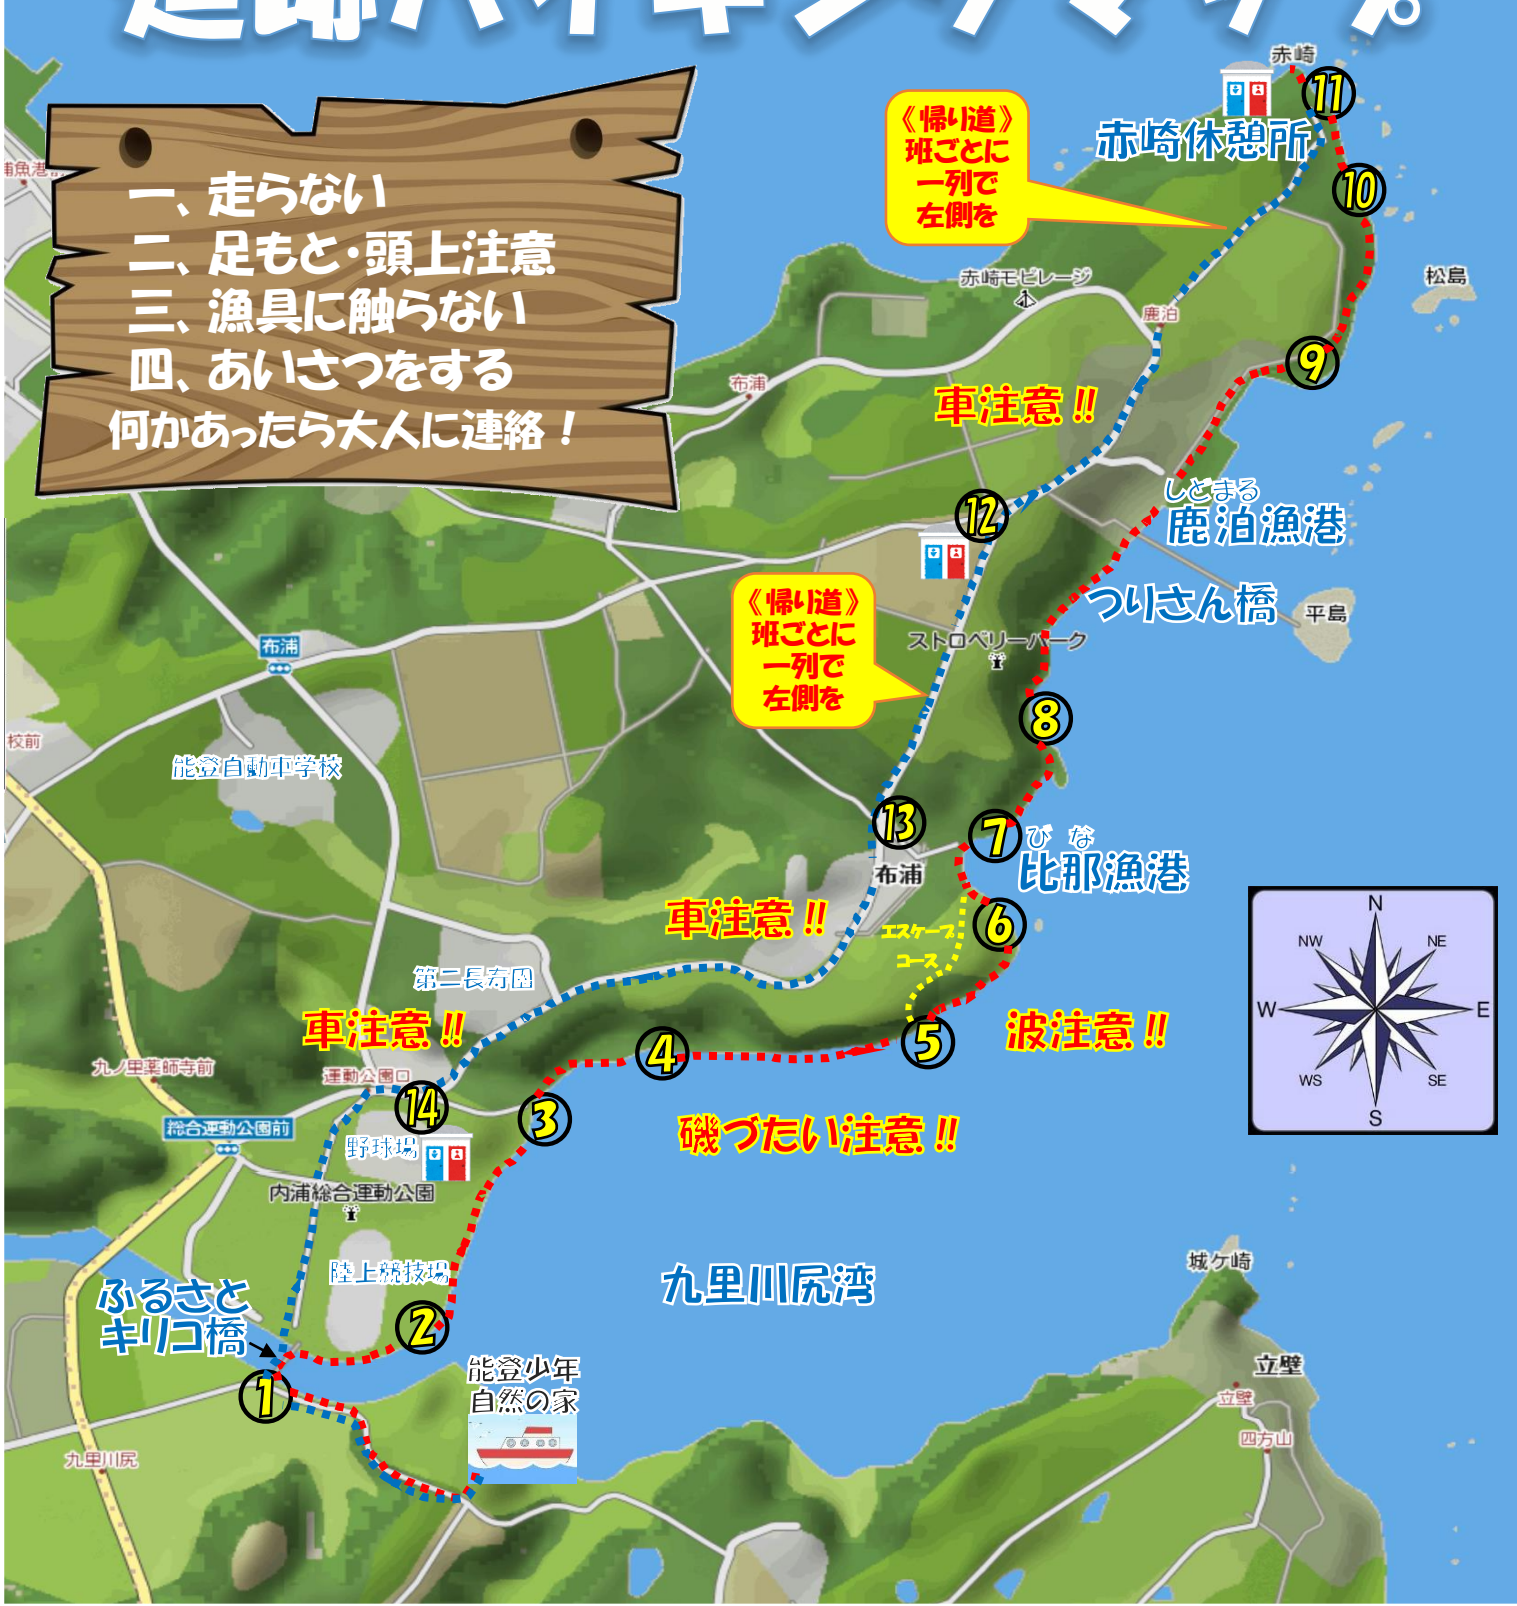 ハイキングマップ
一、走らない
二、足もと・頭上注意
三、漁具に触らない
四、あいさつをする
何かあったら大人に連絡！
赤崎
11
赤崎休憩所
《帰り道》
班ごとに
一列で
左側を
10
松島
赤崎モビレージ
鹿泊
9
布浦
車注意!!
しどまる
鹿泊漁港
12
つりさん橋
平島
《帰り道》
班ごとに
一列で
左側を
ストロベリーパーク
布浦
8
校前
能登自動車学校
13
7
びな
比那漁港
布浦
車注意!!
6
エスケープ
コース
N
NE
E
SE
S
WS
W
NW
第二長寿園
車注意!!
4
5
波注意!!
九ノ里薬師寺前
運動公園口
14
3
総合運動公園前
磯づたい注意!!
野球場
内浦総合運動公園
陸上競技場
九里川尻湾
城ケ崎
ふるさと
キリコ橋
2
立壁
能登少年
自然の家
1
立壁
四方山
九里川尻